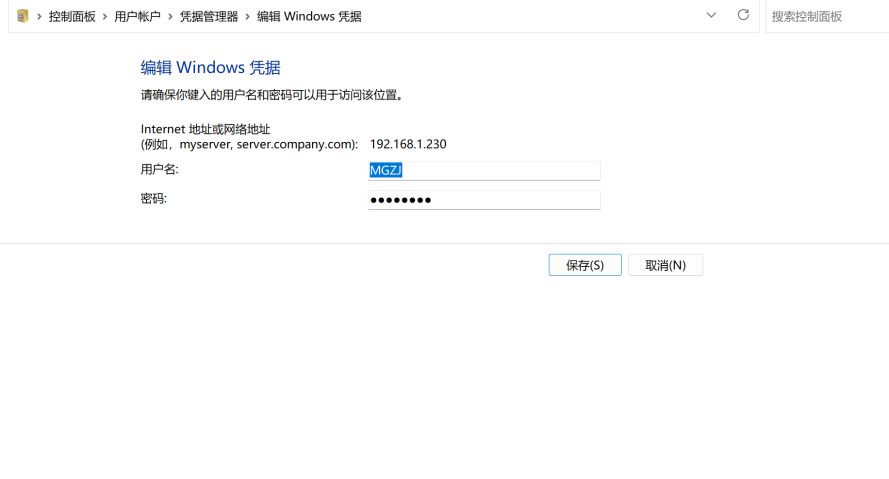 控制面板 > 用户帐户 > 凭据管理器 > 编辑 Windows 凭据
搜索控制面板
编辑 Windows 凭据
请确保你键入的用户名和密码可以用于访问该位置。
Internet 地址或网络地址
(例如，myserver, server.company.com): 192.168.1.230
用户名: MGZJ
密码: ●●●●●●●●
保存(S) 取消(N)